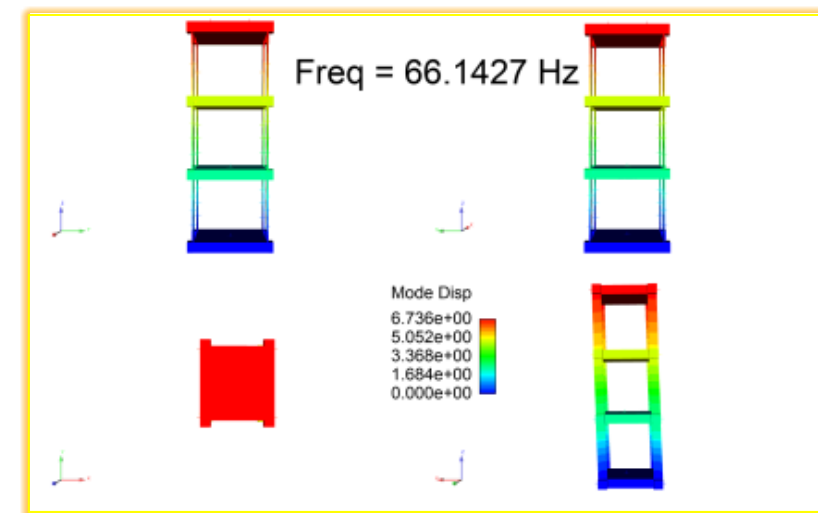 Freq = 66.1427 Hz
Mode Disp
6.736e+00
5.052e+00
3.368e+00
1.684e+00
0.000e+00